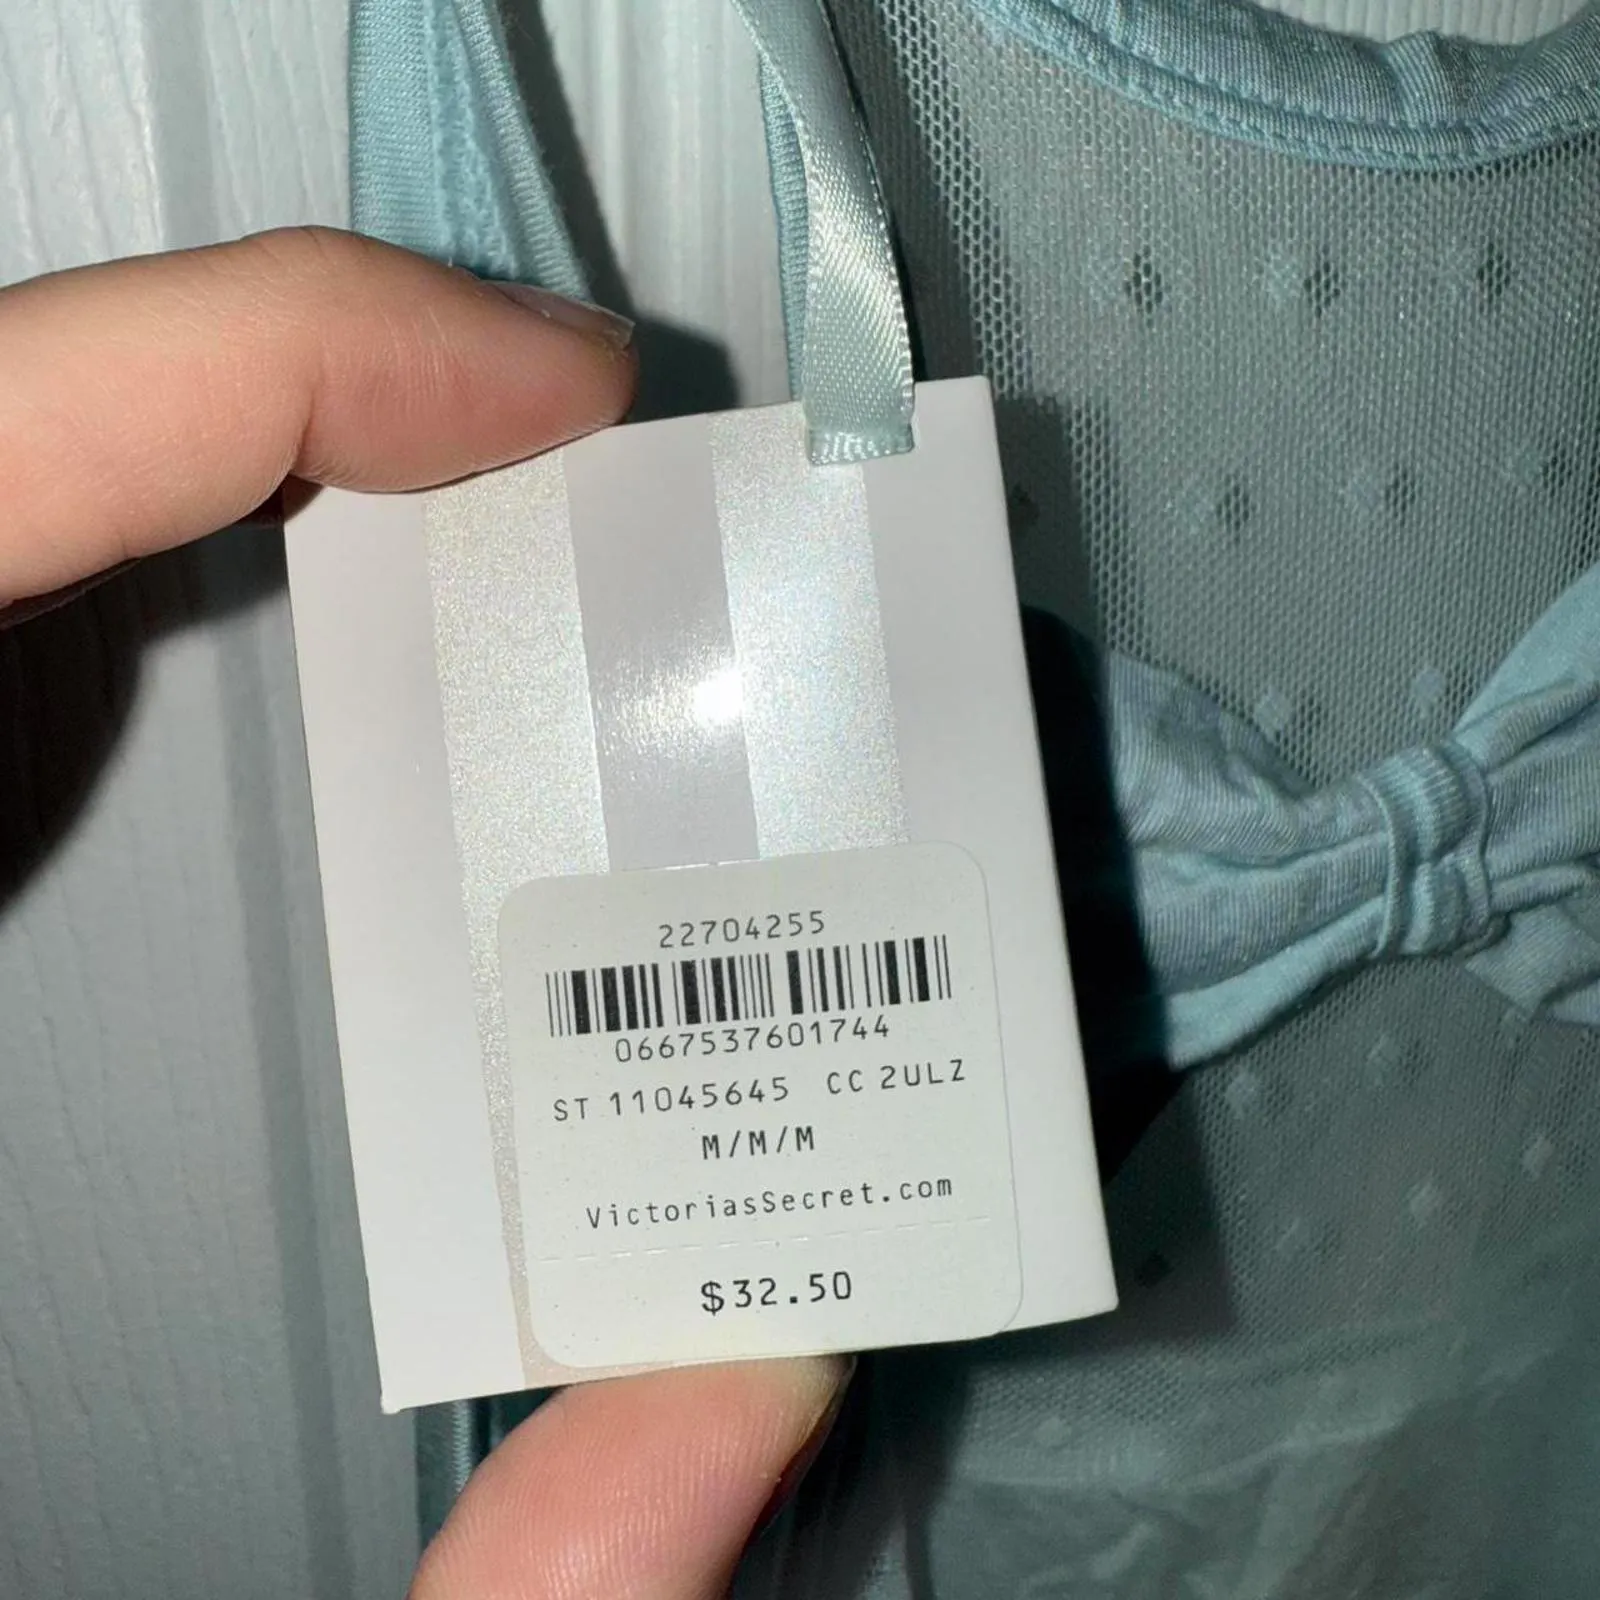 22704255
0667537601744
ST 11045645 CC 2ULZ
M/M/M
VictoriasSecret.com
$32.50